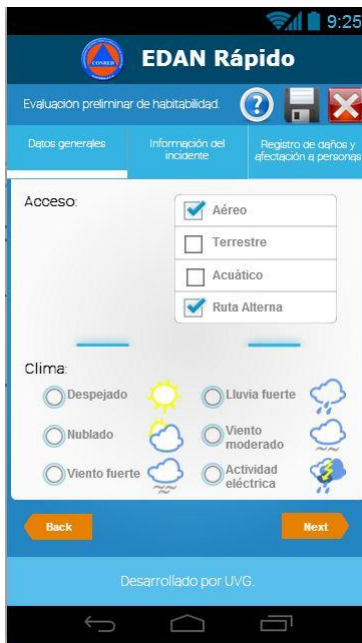 9:25
CONRED
EDAN Rápido
Evaluación preliminar de habitabilidad.
?
Datos generales
Información del
incidente
Registro de daños y
afectación a personas
Acceso:
Aéreo
Terrestre
Acuático
Ruta Alterna
Clima:
Despejado
Lluvia fuerte
Nublado
Viento
moderado
Viento fuerte
Actividad
eléctrica
Back
Next
Desarrollado por UVG.